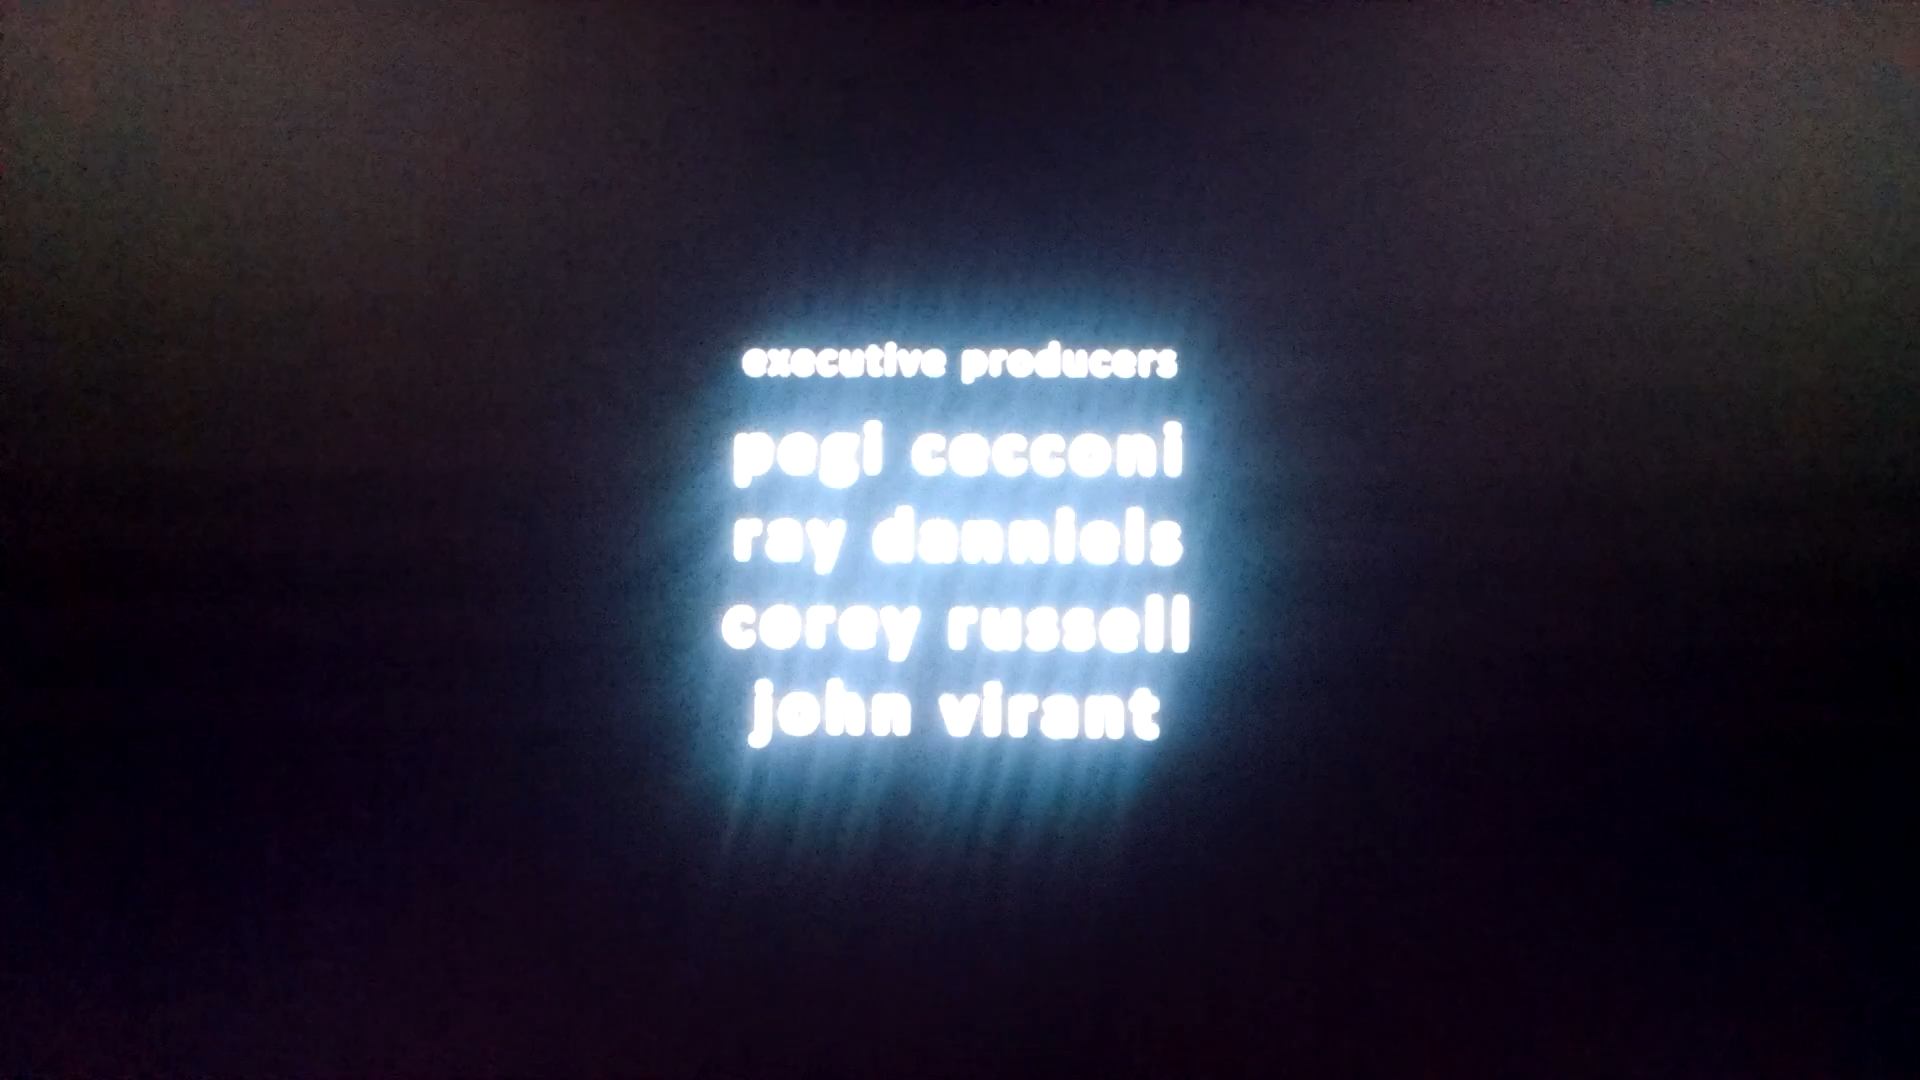 executive producers
pegi cecconi
ray danniels
corey russell
john virant